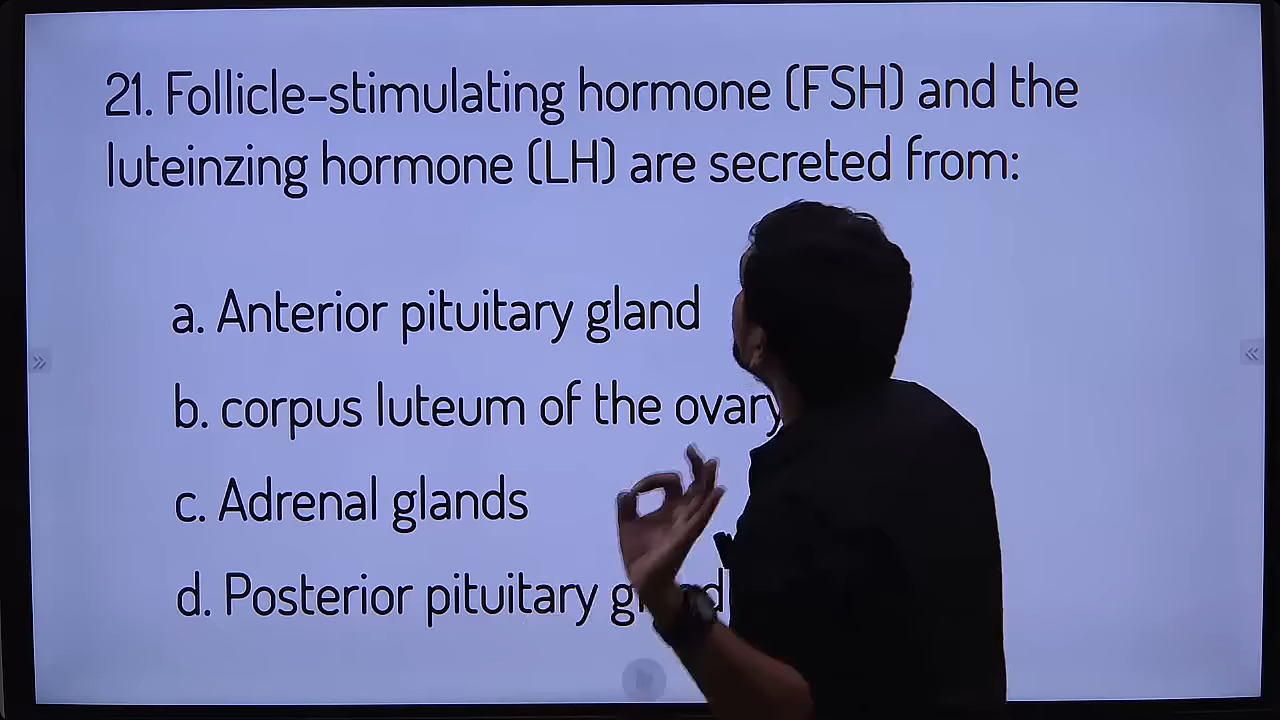 21. Follicle-stimulating hormone (FSH) and the
luteinzing hormone (LH) are secreted from:
a. Anterior pituitary gland
b. corpus luteum of the ovary
c. Adrenal glands
d. Posterior pituitary